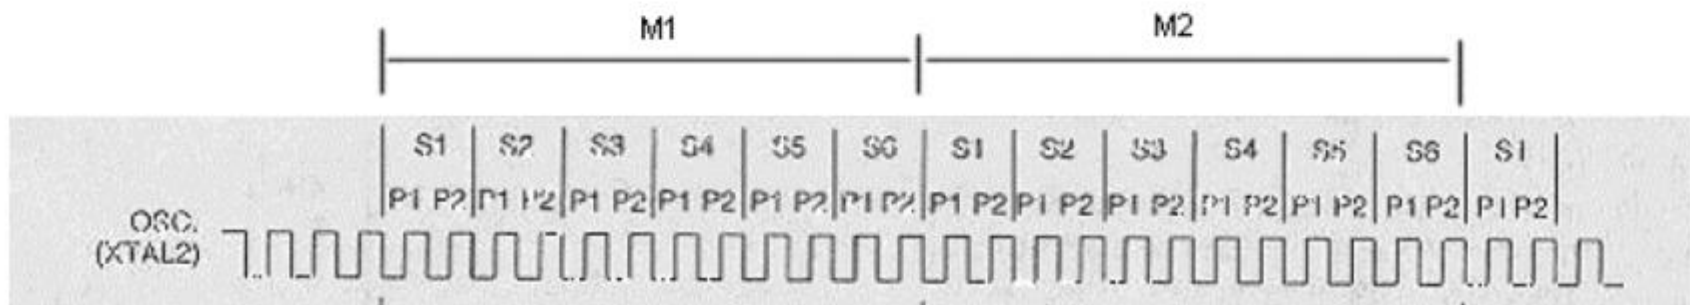 M1 M2
S1 S2 S3 S4 S5 S6 S1 S2 S3 S4 S5 S6 S1
P1 P2 P1 P2 P1 P2 P1 P2 P1 P2 P1 P2 P1 P2 P1 P2 P1 P2 P1 P2 P1 P2 P1 P2 P1 P2
OSC.
(XTAL2)